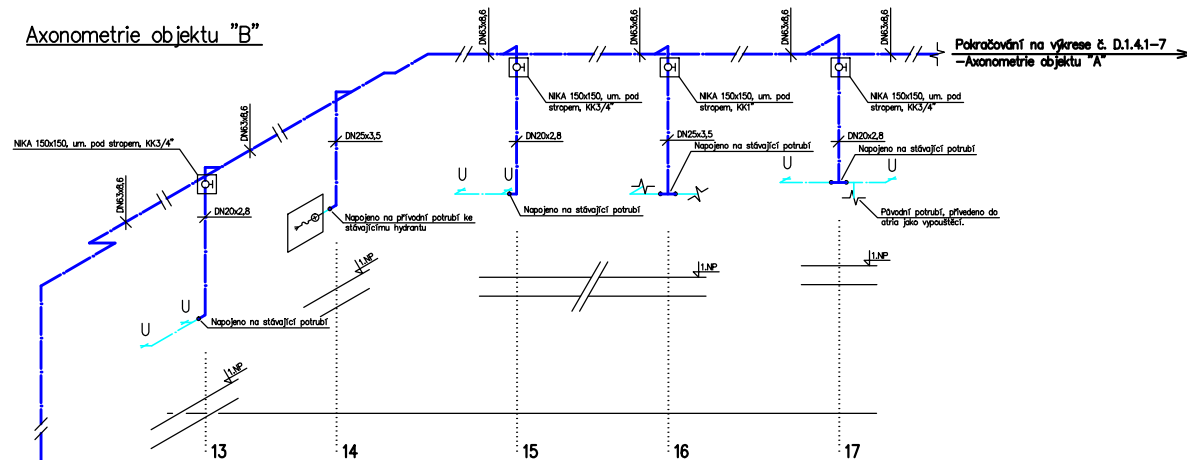 Axonometrie objektu "B"
DN63x8,6
DN63x8,6
DN63x8,6
DN63x8,6
Pokračování na výkrese č. D.1.4.1-7
-Axonometrie objektu "A"
NIKA 150x150, um. pod
stropem, KK3/4"
NIKA 150x150, um. pod
stropem, KK1"
NIKA 150x150, um. pod
stropem, KK3/4"
DN63x8,6
NIKA 150x150, um. pod stropem, KK3/4"
DN25x3,5
DN20x2,8
DN25x3,5
DN20x2,8
Napojeno na stávající potrubí
Napojeno na stávající potrubí
U
U
U
U
DN63x8,6
DN20x2,8
Napojeno na přívodní potrubí ke
stávajícímu hydrantu
Napojeno na stávající potrubí
Původní potrubí, přivedeno do
atria jako vypouštěcí.
1.NP
1.NP
1.NP
U
U
Napojeno na stávající potrubí
1.NP
13
14
15
16
17